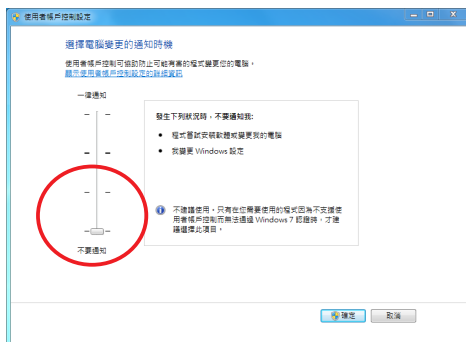 使用者帳戶控制設定
選擇電腦變更的通知時機
使用者帳戶控制可協助防止可能有害的程式變更您的電腦。
顯示使用者帳戶控制設定的詳細資訊
一律通知
發生下列狀況時，不要通知我:
程式嘗試安裝軟體或變更我的電腦
我變更 Windows 設定
不建議使用。只有在您需要使用的程式因為不支援使
用者帳戶控制而無法通過 Windows 7 認證時，才建
議選擇此項目。
不要通知
確定
取消